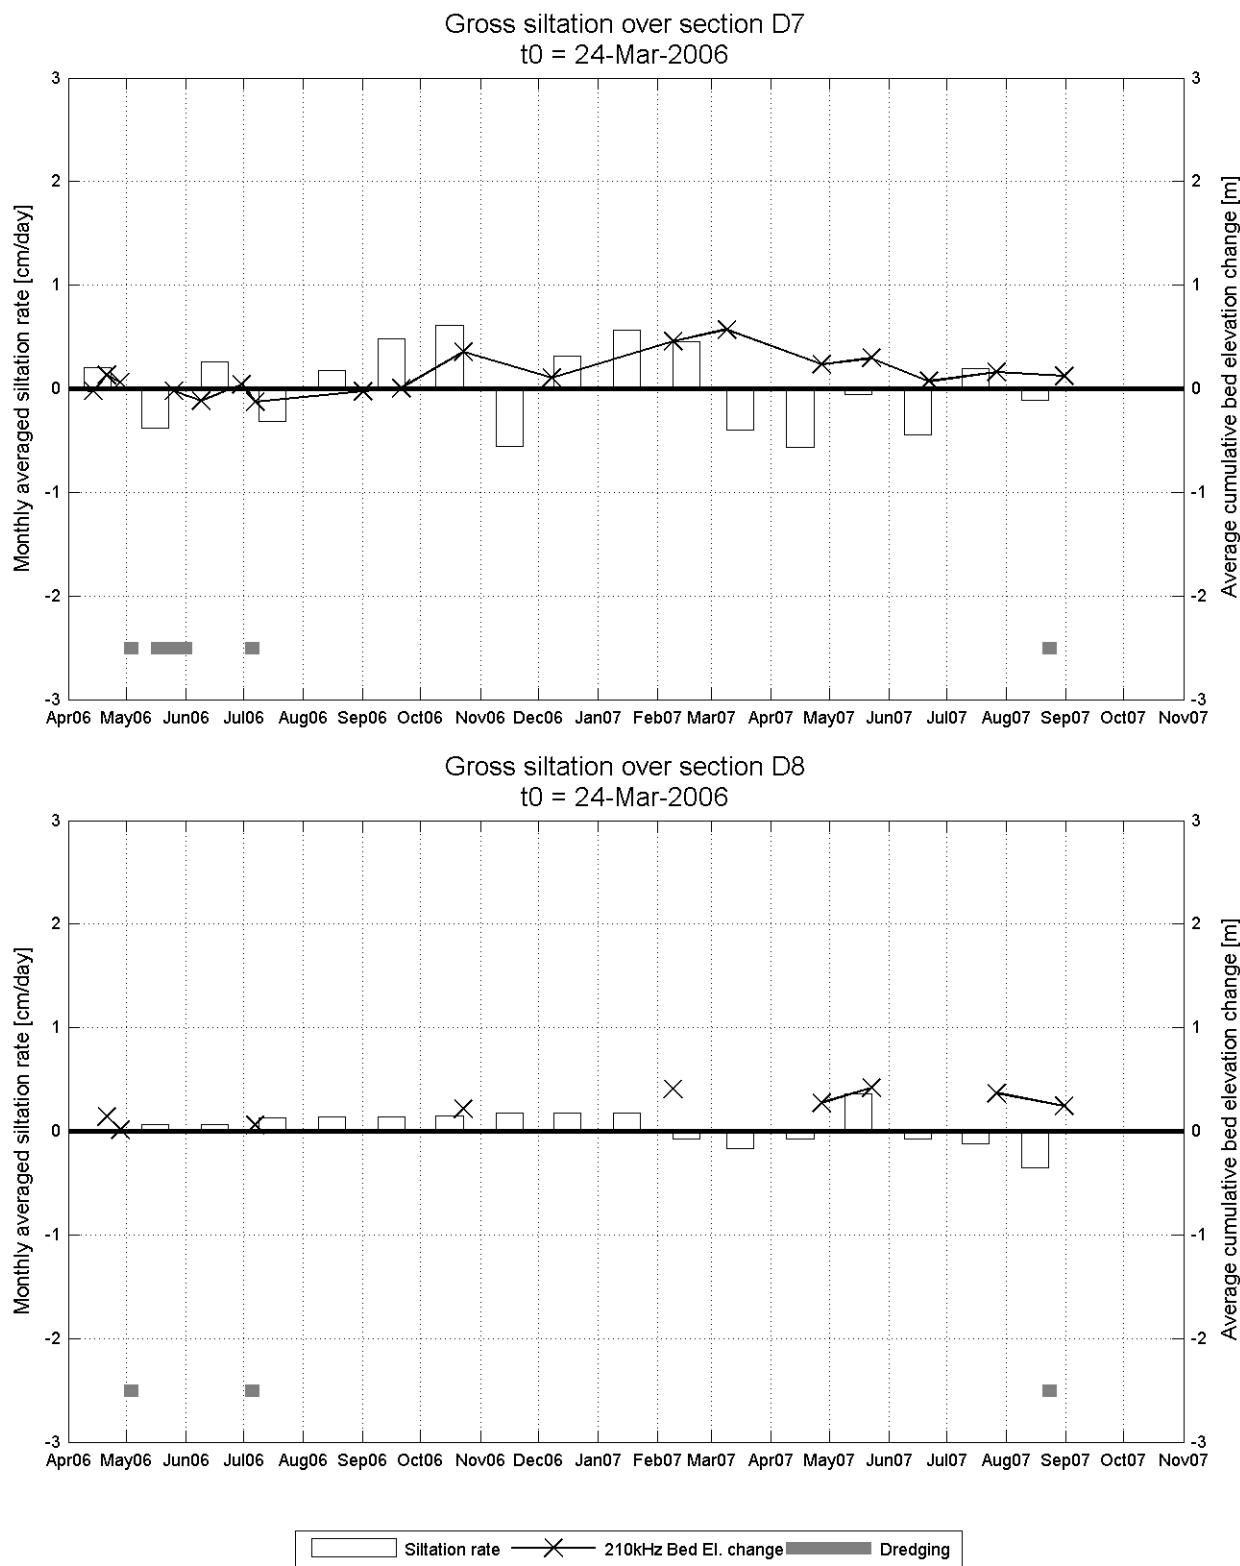 Gross siltation over section D7
t0 = 24-Mar-2006
Monthly averaged siltation rate [cm/day]
3
2
1
0
-1
-2
-3
3
2
1
0
-1
-2
-3
Average cumulative bed elevation change [m]
Apr06 May06 Jun06 Jul06 Aug06 Sep06 Oct06 Nov06 Dec06 Jan07 Feb07 Mar07 Apr07 May07 Jun07 Jul07 Aug07 Sep07 Oct07 Nov07
Gross siltation over section D8
t0 = 24-Mar-2006
Monthly averaged siltation rate [cm/day]
3
2
1
0
-1
-2
-3
3
2
1
0
-1
-2
-3
Average cumulative bed elevation change [m]
Apr06 May06 Jun06 Jul06 Aug06 Sep06 Oct06 Nov06 Dec06 Jan07 Feb07 Mar07 Apr07 May07 Jun07 Jul07 Aug07 Sep07 Oct07 Nov07
Siltation rate 210kHz Bed El. change Dredging